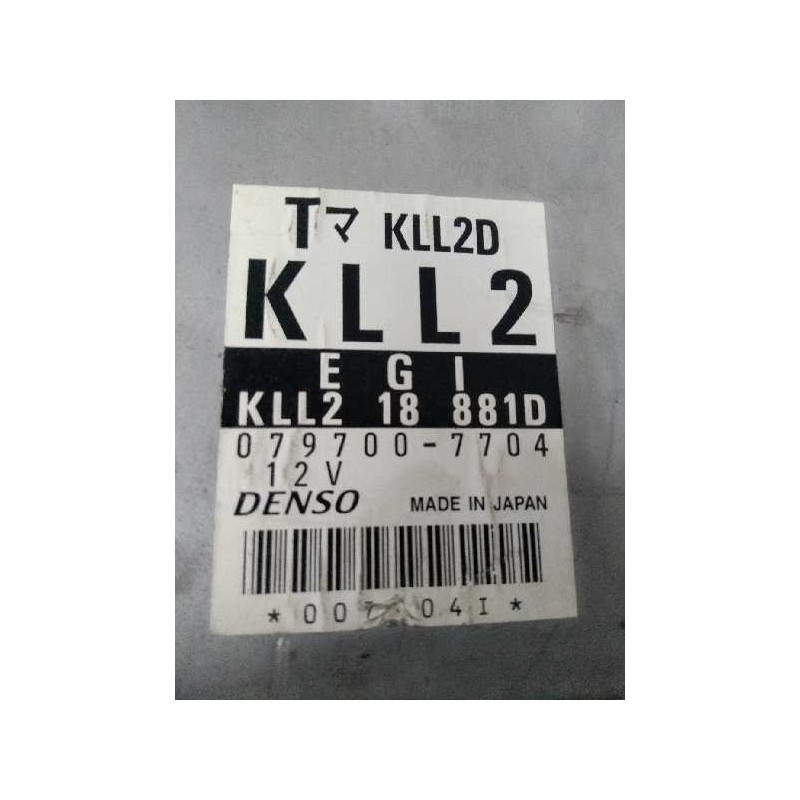 Tマ KLL2D
KLL2
EGI
KLL2 18 881D
079700-7704
12V
DENSO MADE IN JAPAN